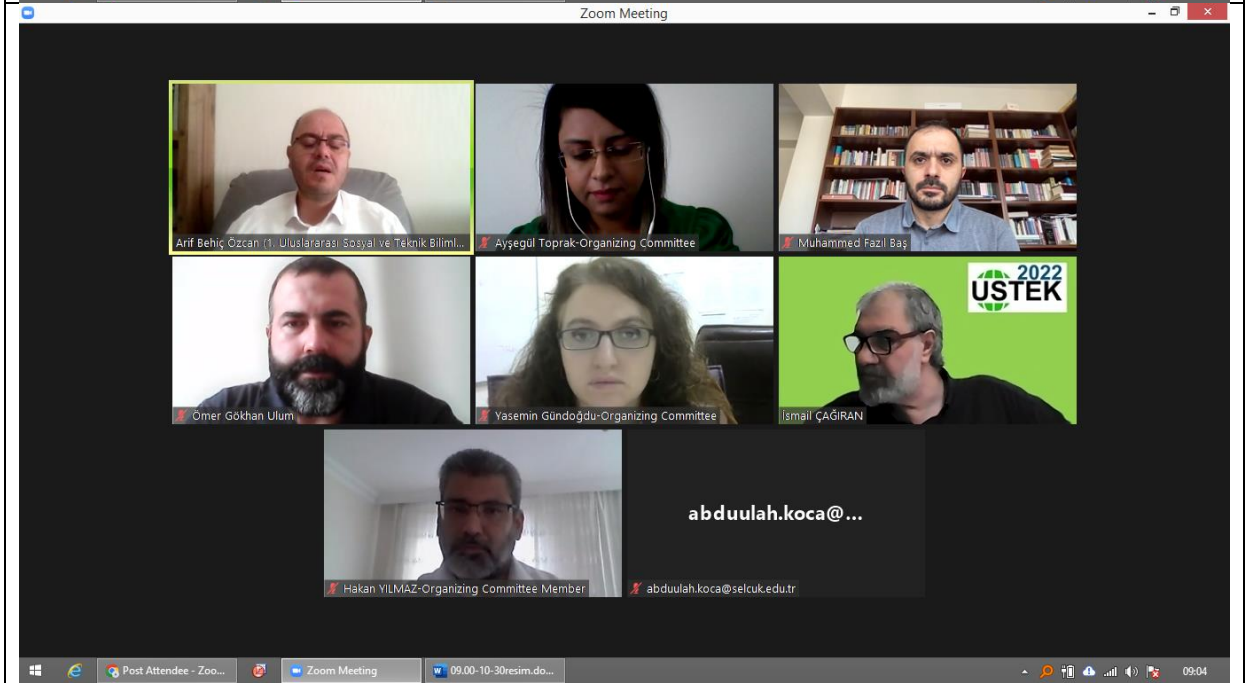 Zoom Meeting
Arif Behiç Özcan (1. Uluslararası Sosyal ve Teknik Biliml...
Ayşegül Toprak-Organizing Committee
Muhammed Fazıl Baş
2022
USTEK
Ömer Gökhan Ulum
Yasemin Gündoğdu-Organizing Committee
İsmail ÇAĞIRAN
abduulah.koca@...
Hakan YILMAZ-Organizing Committee Member
abduulah.koca@selcuk.edu.tr
Post Attendee - Zoo...
Zoom Meeting
09.00-10-30resim.do...
09:04